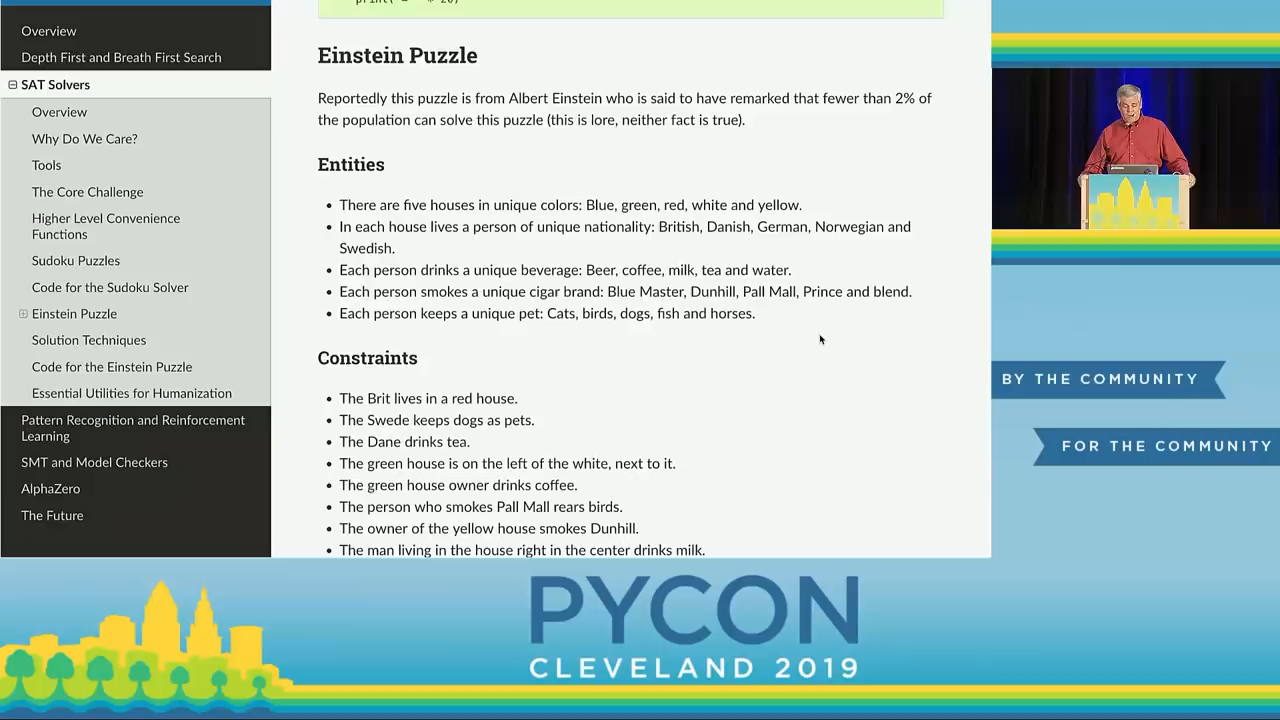 Overview
Depth First and Breath First Search
SAT Solvers
Overview
Why Do We Care?
Tools
The Core Challenge
Higher Level Convenience
Functions
Sudoku Puzzles
Code for the Sudoku Solver
Einstein Puzzle
Solution Techniques
Code for the Einstein Puzzle
Essential Utilities for Humanization
Pattern Recognition and Reinforcement
Learning
SMT and Model Checkers
AlphaZero
The Future
Einstein Puzzle
Reportedly this puzzle is from Albert Einstein who is said to have remarked that fewer than 2% of
the population can solve this puzzle (this is lore, neither fact is true).
Entities
• There are five houses in unique colors: Blue, green, red, white and yellow.
• In each house lives a person of unique nationality: British, Danish, German, Norwegian and
Swedish.
• Each person drinks a unique beverage: Beer, coffee, milk, tea and water.
• Each person smokes a unique cigar brand: Blue Master, Dunhill, Pall Mall, Prince and blend.
• Each person keeps a unique pet: Cats, birds, dogs, fish and horses.
Constraints
• The Brit lives in a red house.
• The Swede keeps dogs as pets.
• The Dane drinks tea.
• The green house is on the left of the white, next to it.
• The green house owner drinks coffee.
• The person who smokes Pall Mall rears birds.
• The owner of the yellow house smokes Dunhill.
• The man living in the house right in the center drinks milk.
BY THE COMMUNITY
FOR THE COMMUNITY
PYCON
CLEVELAND 2019